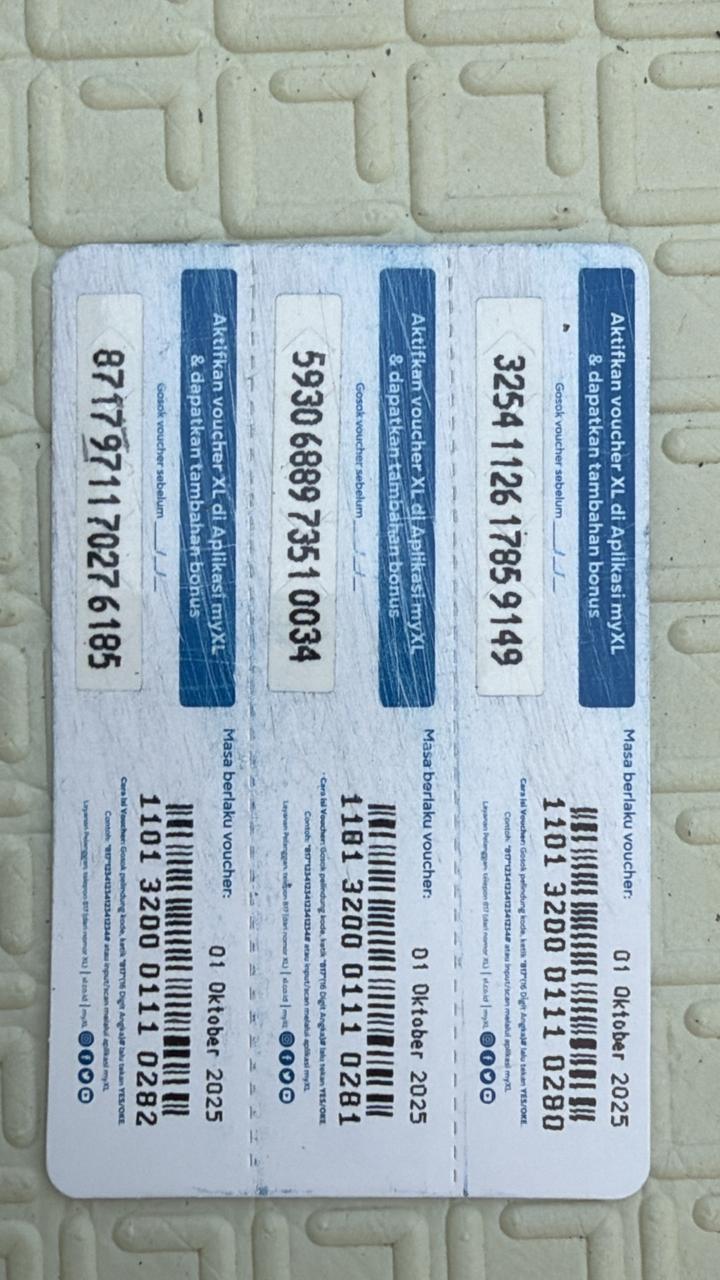 Aktifkan voucher XL di Aplikasi myXL
& dapatkan tambahan bonus
Gosok voucher sebelum __/_/_
3254 1126 1785 9149
Masa berlaku voucher:
01 Oktober 2025
1101 3200 0111 0280
Cara Isi Voucher: Gosok pelindung kode, ketik *817*(16 Digit Angka)# lalu tekan YES/OKE.
Contoh: *817*1234123412341234# atau input/scan melalui aplikasi myXL
Layanan Pelanggan, telepon 817 (dari nomor XL) | xl.co.id | myXL
Aktifkan voucher XL di Aplikasi myXL
& dapatkan tambahan bonus
Gosok voucher sebelum __/_/_
5930 6889 7351 0034
Masa berlaku voucher:
01 Oktober 2025
1101 3200 0111 0281
Cara Isi Voucher: Gosok pelindung kode, ketik *817*(16 Digit Angka)# lalu tekan YES/OKE.
Contoh: *817*1234123412341234# atau input/scan melalui aplikasi myXL
Layanan Pelanggan, telepon 817 (dari nomor XL) | xl.co.id | myXL
Aktifkan voucher XL di Aplikasi myXL
& dapatkan tambahan bonus
Gosok voucher sebelum __/_/_
8717 9711 7027 6185
Masa berlaku voucher:
01 Oktober 2025
1101 3200 0111 0282
Cara Isi Voucher: Gosok pelindung kode, ketik *817*(16 Digit Angka)# lalu tekan YES/OKE.
Contoh: *817*1234123412341234# atau input/scan melalui aplikasi myXL
Layanan Pelanggan, telepon 817 (dari nomor XL) | xl.co.id | myXL